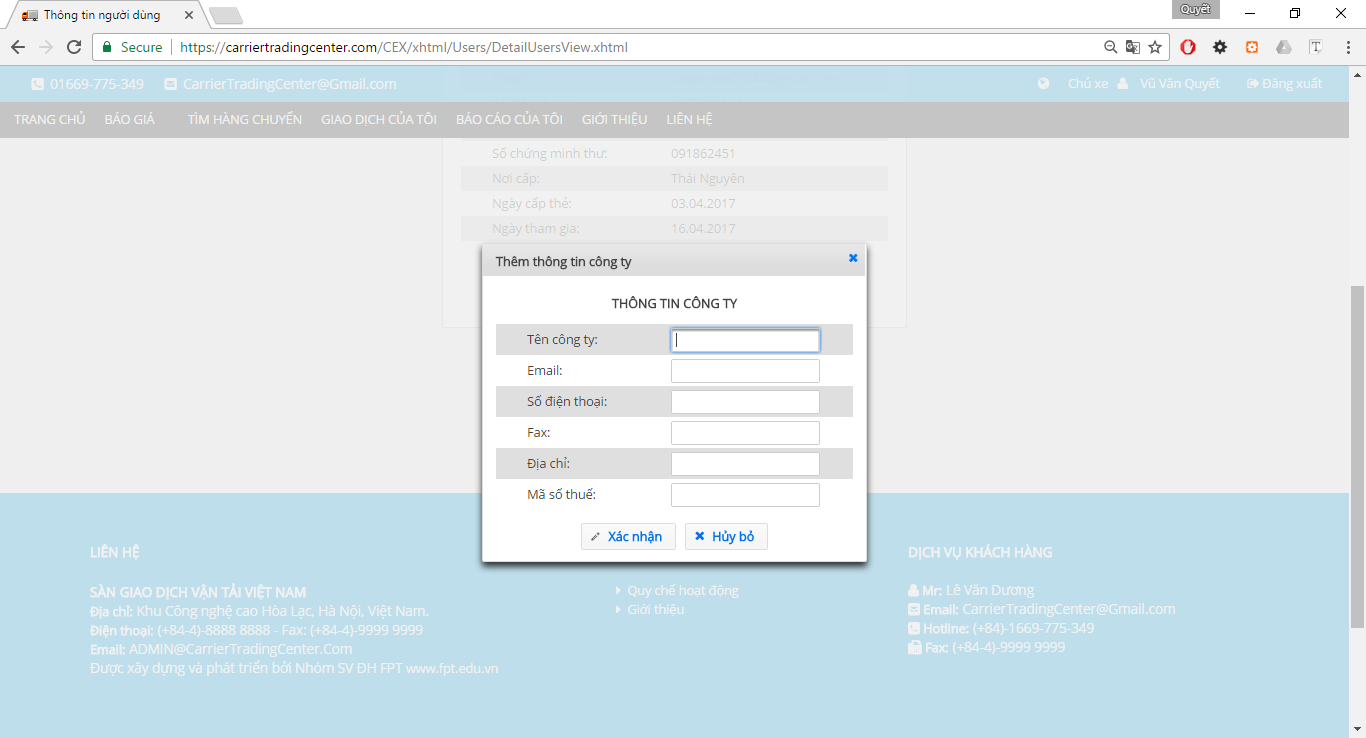 Thông tin người dùng
Quyết
Secure
https://carriertradingcenter.com/CEX/xhtml/Users/DetailUsersView.xhtml
01669-775-349 CarrierTradingCenter@Gmail.com Chủ xe Vũ Văn Quyết Đăng xuất
TRANG CHỦ BÁO GIÁ TÌM HÀNG CHUYẾN GIAO DỊCH CỦA TÔI BÁO CÁO CỦA TÔI GIỚI THIỆU LIÊN HỆ
Số chứng minh thư: 091862451
Nơi cấp: Thái Nguyên
Ngày cấp thẻ: 03.04.2017
Ngày tham gia: 16.04.2017
Thêm thông tin công ty
THÔNG TIN CÔNG TY
Tên công ty:
Email:
Số điện thoại:
Fax:
Địa chỉ:
Mã số thuế:
Xác nhận Hủy bỏ
LIÊN HỆ
SÀN GIAO DỊCH VẬN TẢI VIỆT NAM
Địa chỉ: Khu Công nghệ cao Hòa Lạc, Hà Nội, Việt Nam.
Điện thoại: (+84-4)-8888 8888 - Fax: (+84-4)-9999 9999
Email: ADMIN@CarrierTradingCenter.Com
Được xây dựng và phát triển bởi Nhóm SV ĐH FPT www.fpt.edu.vn
Quy chế hoạt động
Giới thiệu
DỊCH VỤ KHÁCH HÀNG
Mr: Lê Văn Dương
Email: CarrierTradingCenter@Gmail.com
Hotline: (+84)-1669-775-349
Fax: (+84-4)-9999 9999